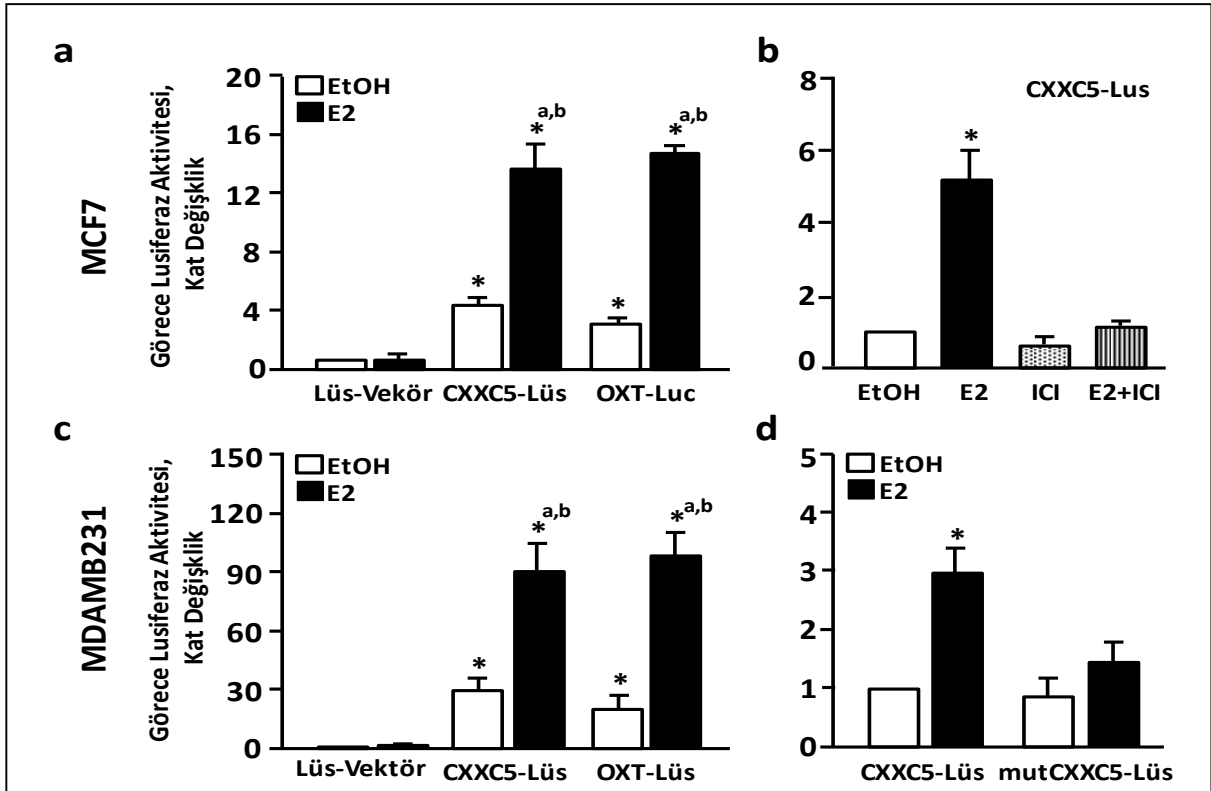 a
MCF7
Görece Lusiferaz Aktivitesi,
Kat Değişklik
20
16
12
8
4
0
EtOH
E2
*
*a,b
*
*a,b
Lüs-Vekör CXXC5-Lüs OXT-Luc
b
CXXC5-Lus
8
6
4
2
0
*
EtOH E2 ICI E2+ICI
c
MDAMB231
Görece Lusiferaz Aktivitesi,
Kat Değişklik
150
120
90
60
30
0
EtOH
E2
*
*a,b
*
*a,b
Lüs-Vektör CXXC5-Lüs OXT-Lüs
d
5
4
3
2
1
0
EtOH
E2
*
CXXC5-Lüs mutCXXC5-Lüs